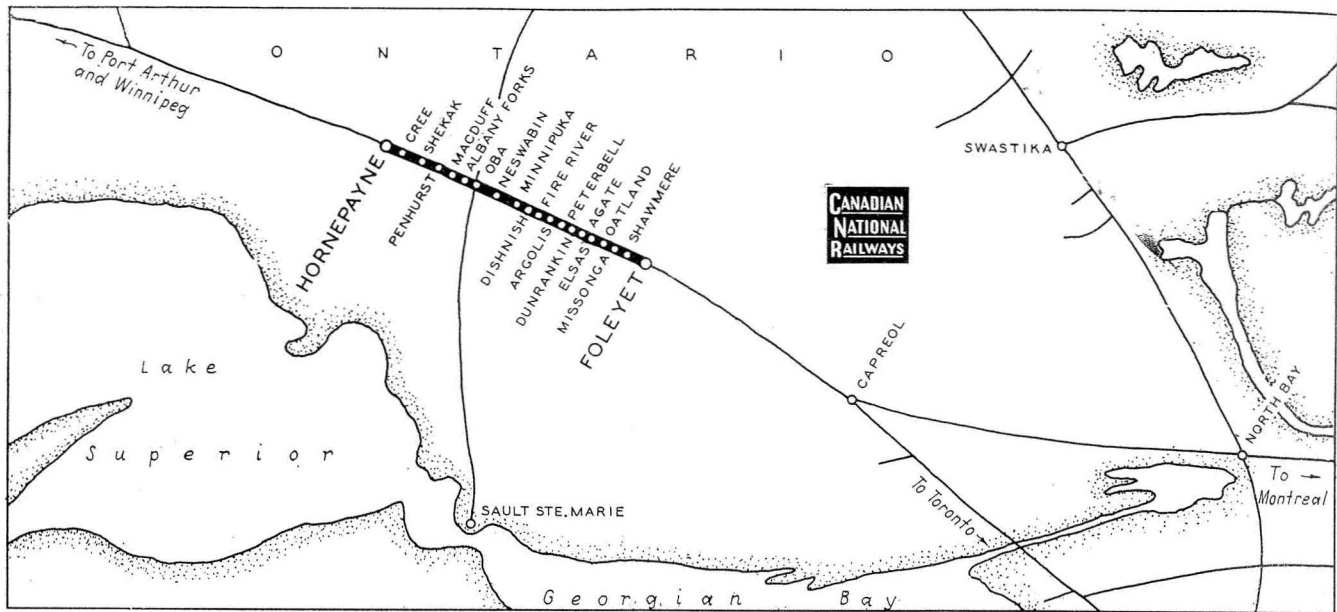 O N T A R I O
← To Port Arthur
and Winnipeg
HORNEPAYNE
CREE
SHEKAK
PENHURST
MACDUFF
ALBANY FORKS
OBA
NESWABIN
MINNIPUKA
DISHNISH
FIRE RIVER
ARGOLIS
DUNRANKIN
PETERBELL
ELSAS
AGATE
MISSONGA
OATLAND
SHAWMERE
FOLEYET
SWASTIKA
CANADIAN
NATIONAL
RAILWAYS
CAPREOL
NORTH BAY
To →
Montreal
To Toronto →
Lake
Superior
SAULT STE. MARIE
Georgian Bay